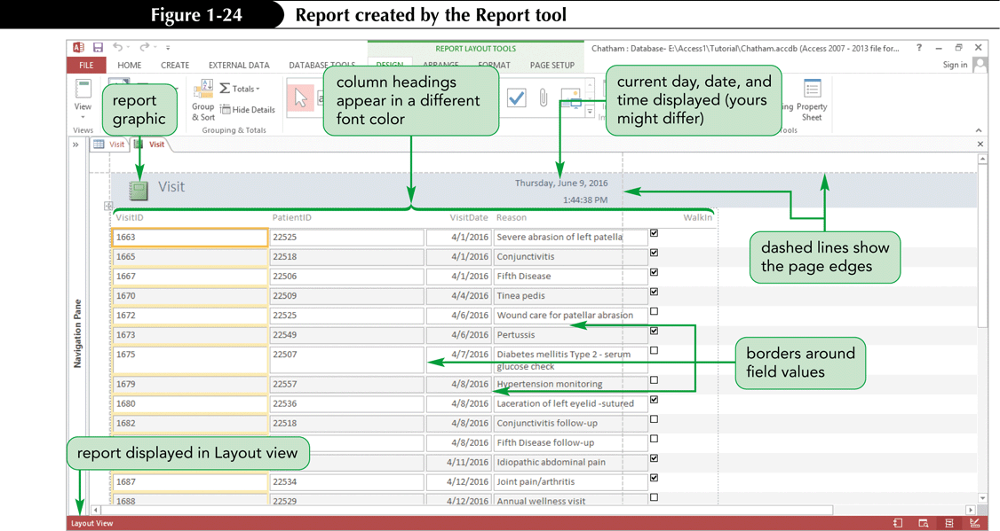 Figure 1-24 Report created by the Report tool
REPORT LAYOUT TOOLS
Chatham : Database- E:\Access1\Tutorial\Chatham.accdb (Access 2007 - 2013 file for...
?
FILE HOME CREATE EXTERNAL DATA DATABASE TOOLS DESIGN ARRANGE FORMAT PAGE SETUP
Sign in
View
Views
report
graphic
Group
& Sort
Totals
Hide Details
Grouping & Totals
column headings
appear in a different
font color
current day, date, and
time displayed (yours
might differ)
Property
Sheet
Visit Visit
Visit
Thursday, June 9, 2016
1:44:38 PM
VisitID PatientID VisitDate Reason WalkIn
1663 22525 4/1/2016 Severe abrasion of left patella
1665 22518 4/1/2016 Conjunctivitis
1667 22506 4/1/2016 Fifth Disease
1670 22509 4/4/2016 Tinea pedis
1672 22525 4/6/2016 Wound care for patellar abrasion
1673 22549 4/6/2016 Pertussis
1675 22507 4/7/2016 Diabetes mellitis Type 2 - serum
glucose check
1679 22557 4/8/2016 Hypertension monitoring
1680 22536 4/8/2016 Laceration of left eyelid -sutured
1682 22518 4/8/2016 Conjunctivitis follow-up
4/8/2016 Fifth Disease follow-up
4/11/2016 Idiopathic abdominal pain
1687 22534 4/12/2016 Joint pain/arthritis
1688 22529 4/12/2016 Annual wellness visit
dashed lines show
the page edges
borders around
field values
Navigation Pane
report displayed in Layout view
Layout View